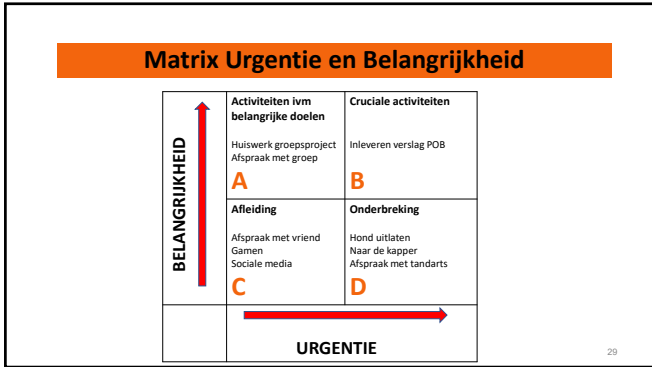 Matrix Urgentie en Belangrijkheid
BELANGRIJKHEID
Activiteiten ivm
belangrijke doelen
Huiswerk groepsproject
Afspraak met groep
A
Cruciale activiteiten
Inleveren verslag POB
B
Afleiding
Afspraak met vriend
Gamen
Sociale media
C
Onderbreking
Hond uitlaten
Naar de kapper
Afspraak met tandarts
D
URGENTIE
29